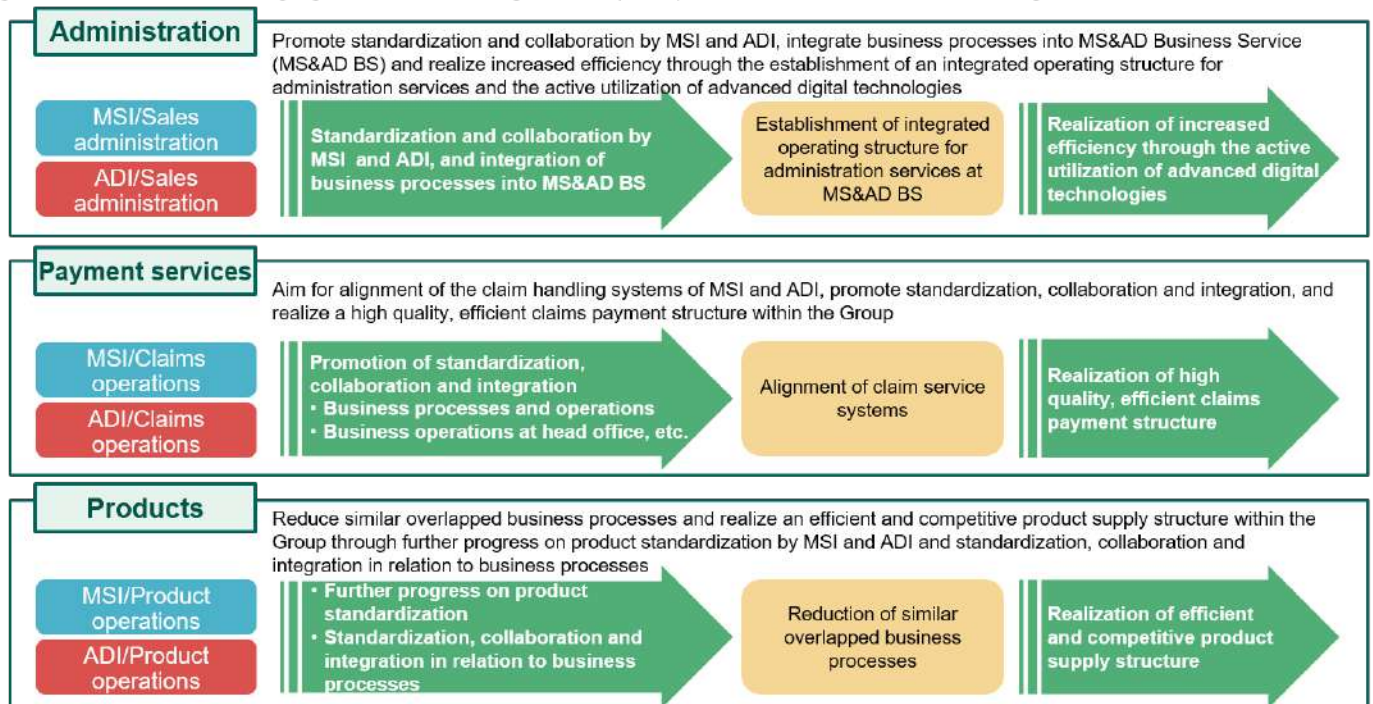 Administration
Promote standardization and collaboration by MSI and ADI, integrate business processes into MS&AD Business Service
(MS&AD BS) and realize increased efficiency through the establishment of an integrated operating structure for
administration services and the active utilization of advanced digital technologies
MSI/Sales
administration
ADI/Sales
administration
Standardization and collaboration by
MSI and ADI, and integration of
business processes into MS&AD BS
Establishment of integrated
operating structure for
administration services at
MS&AD BS
Realization of increased
efficiency through the active
utilization of advanced digital
technologies
Payment services
Aim for alignment of the claim handling systems of MSI and ADI, promote standardization, collaboration and integration, and
realize a high quality, efficient claims payment structure within the Group
MSI/Claims
operations
ADI/Claims
operations
Promotion of standardization,
collaboration and integration
• Business processes and operations
• Business operations at head office, etc.
Alignment of claim service
systems
Realization of high
quality, efficient claims
payment structure
Products
Reduce similar overlapped business processes and realize an efficient and competitive product supply structure within the
Group through further progress on product standardization by MSI and ADI and standardization, collaboration and
integration in relation to business processes
MSI/Product
operations
ADI/Product
operations
• Further progress on product
standardization
• Standardization, collaboration and
integration in relation to business
processes
Reduction of similar
overlapped business
processes
Realization of efficient
and competitive product
supply structure